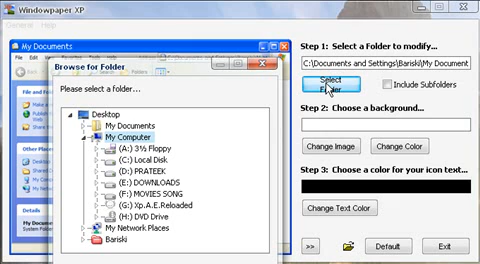 Windowpaper XP
General Help
My Documents
Browse for Folder
Please select a folder...
Desktop
My Documents
My Computer
(A:) 3½ Floppy
(C:) Local Disk
(D:) PRATEEK
(E:) DOWNLOADS
(F:) MOVIES SONG
(G:) Xp.A.E.Reloaded
(H:) DVD Drive
My Network Places
Bariski
File and Folder
Make a
Other Places
Details
My Documents
System Folder
Step 1: Select a Folder to modify...
C:\Documents and Settings\Bariski\My Document
Select Folder
Include Subfolders
Step 2: Choose a background...
Change Image
Change Color
Step 3: Choose a color for your icon text...
Change Text Color
>>
Default
Exit